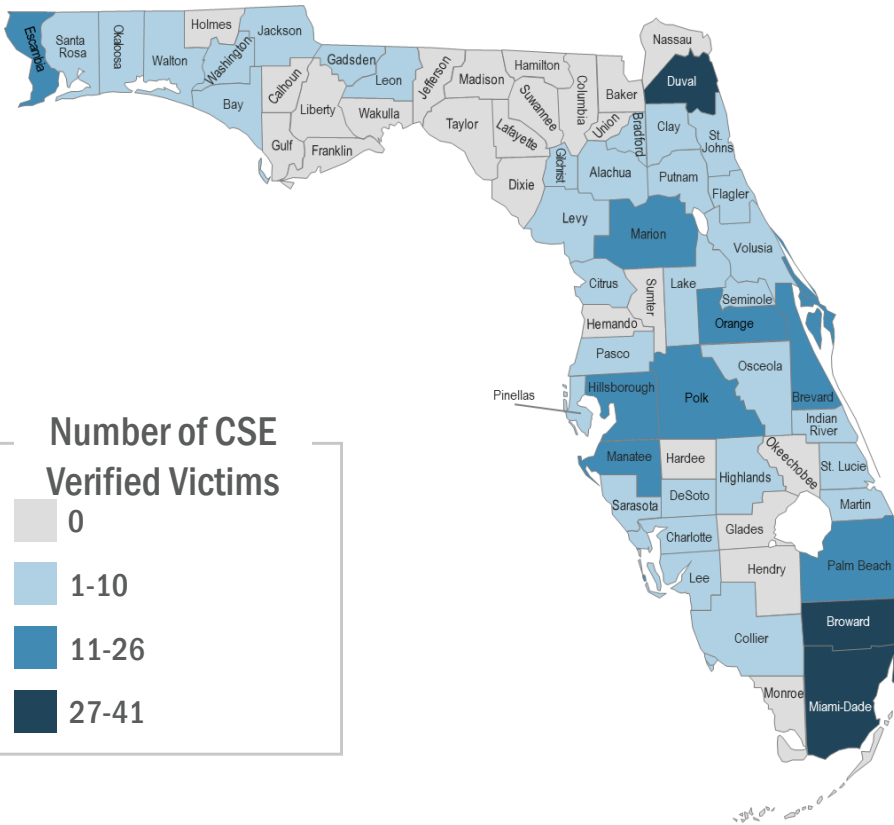 Escambia
Santa
Rosa
Okaloosa
Walton
Holmes
Washington
Jackson
Bay
Calhoun
Gulf
Liberty
Franklin
Gadsden
Leon
Wakulla
Jefferson
Madison
Taylor
Hamilton
Suwannee
Lafayette
Dixie
Columbia
Baker
Union
Bradford
Gilchrist
Nassau
Duval
Clay
St.
Johns
Alachua
Putnam
Flagler
Levy
Marion
Volusia
Citrus
Sumter
Lake
Seminole
Hernando
Orange
Pasco
Osceola
Pinellas
Hillsborough
Polk
Brevard
Indian
River
Manatee
Hardee
Okeechobee
St. Lucie
Highlands
Sarasota
DeSoto
Martin
Charlotte
Glades
Lee
Hendry
Palm Beach
Collier
Broward
Monroe
Miami-Dade
Number of CSE
Verified Victims
0
1-10
11-26
27-41